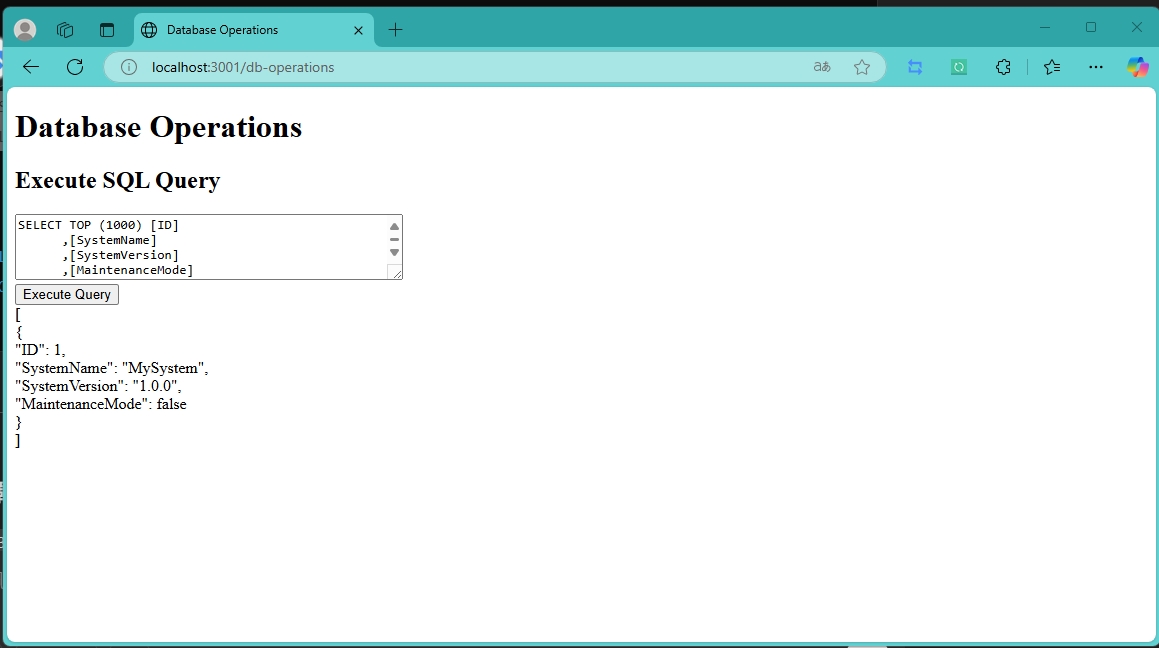 Database Operations
localhost:3001/db-operations
Database Operations
Execute SQL Query
SELECT TOP (1000) [ID]
,[SystemName]
,[SystemVersion]
,[MaintenanceMode]
Execute Query
[
{
"ID": 1,
"SystemName": "MySystem",
"SystemVersion": "1.0.0",
"MaintenanceMode": false
}
]